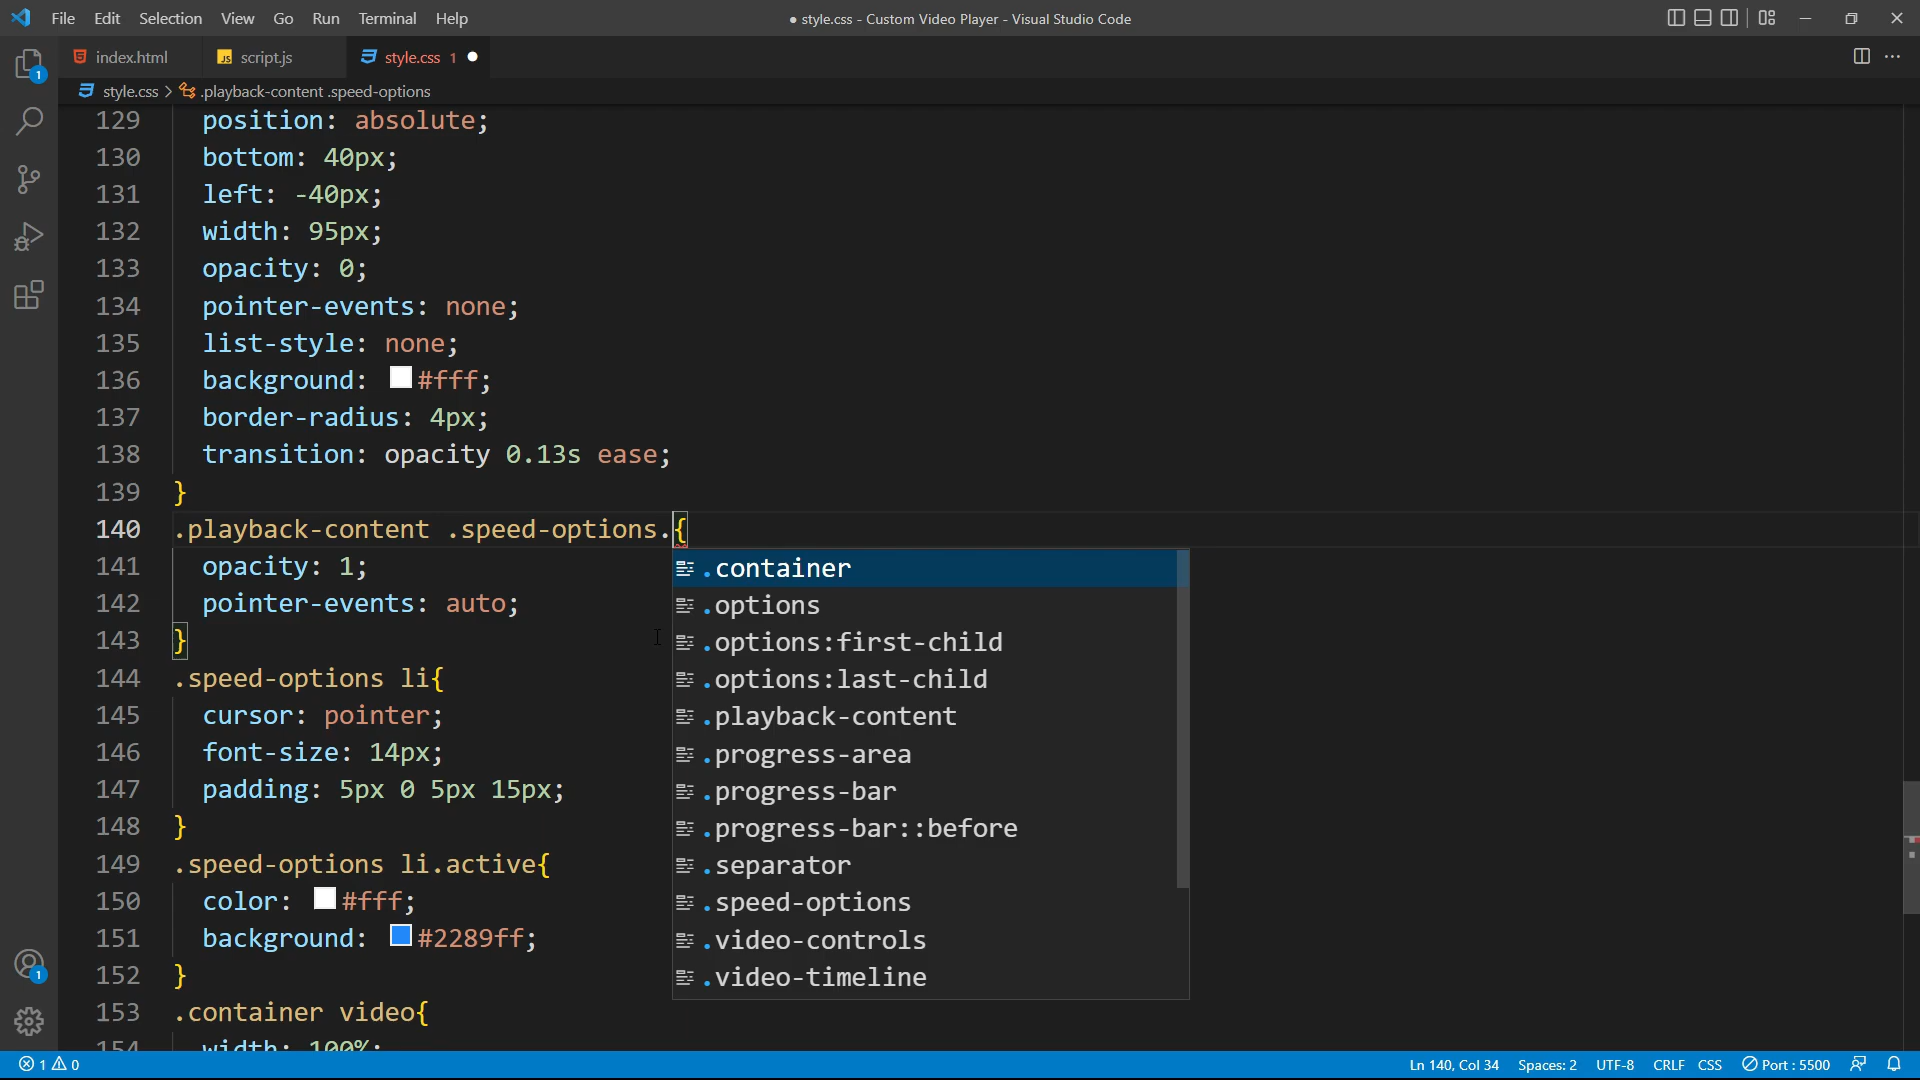 File Edit Selection View Go Run Terminal Help
● style.css - Custom Video Player - Visual Studio Code
index.html JS script.js style.css 1
style.css > .playback-content .speed-options
129 position: absolute;
130 bottom: 40px;
131 left: -40px;
132 width: 95px;
133 opacity: 0;
134 pointer-events: none;
135 list-style: none;
136 background: #fff;
137 border-radius: 4px;
138 transition: opacity 0.13s ease;
139 }
140 .playback-content .speed-options.{
141 opacity: 1;
142 pointer-events: auto;
143 }
144 .speed-options li{
145 cursor: pointer;
146 font-size: 14px;
147 padding: 5px 0 5px 15px;
148 }
149 .speed-options li.active{
150 color: #fff;
151 background: #2289ff;
152 }
153 .container video{
154 width: 100%;
.container
.options
.options:first-child
.options:last-child
.playback-content
.progress-area
.progress-bar
.progress-bar::before
.separator
.speed-options
.video-controls
.video-timeline
1
1
1 0 Ln 140, Col 34 Spaces: 2 UTF-8 CRLF CSS Port : 5500